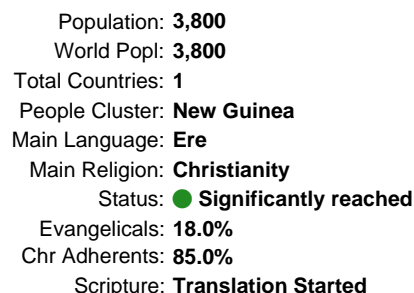 Population: 3,800
World Popl: 3,800
Total Countries: 1
People Cluster: New Guinea
Main Language: Ere
Main Religion: Christianity
Status: Significantly reached
Evangelicals: 18.0%
Chr Adherents: 85.0%
Scripture: Translation Started